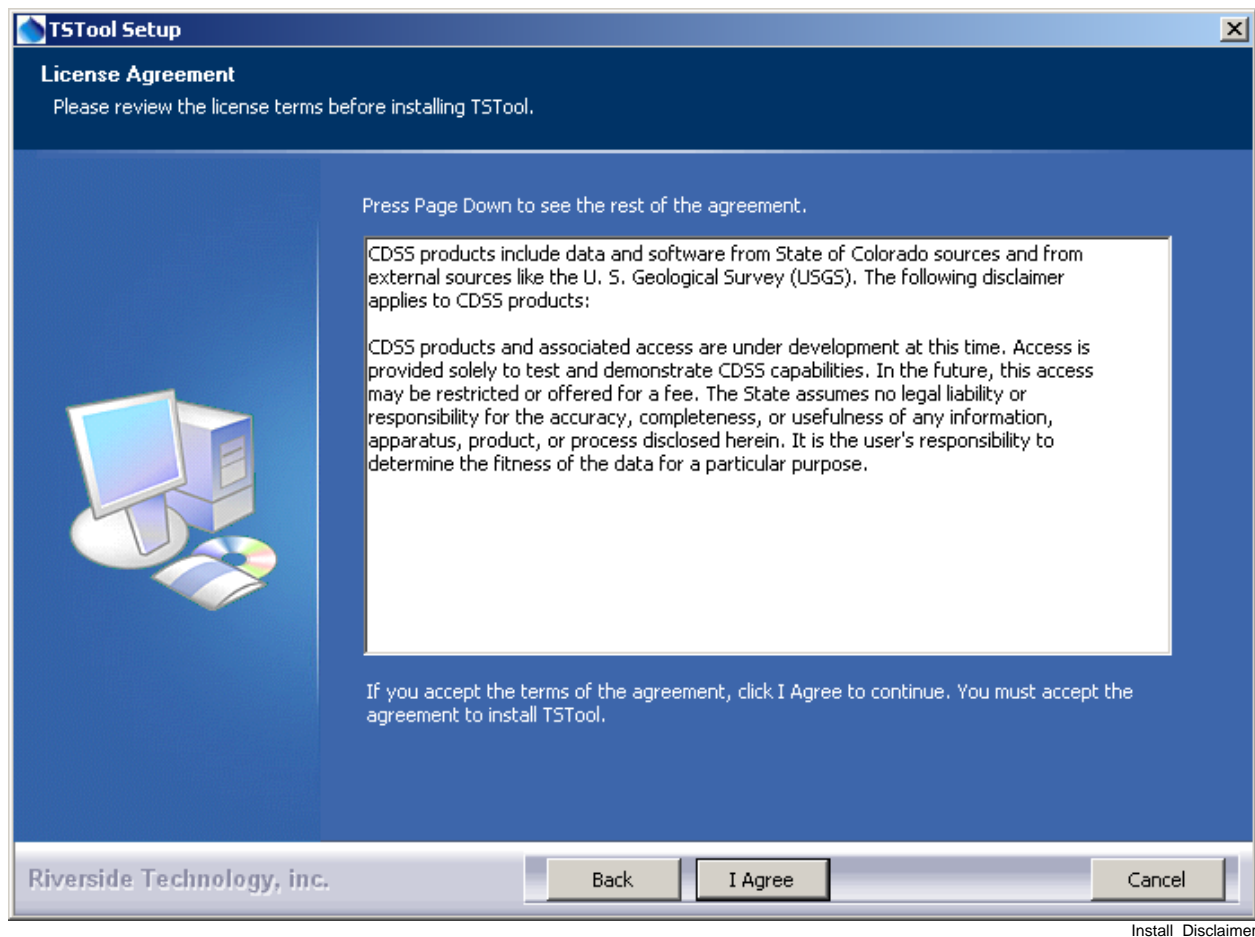 TSTool Setup
License Agreement
Please review the license terms before installing TSTool.
Press Page Down to see the rest of the agreement.
CDSS products include data and software from State of Colorado sources and from
external sources like the U. S. Geological Survey (USGS). The following disclaimer
applies to CDSS products:
CDSS products and associated access are under development at this time. Access is
provided solely to test and demonstrate CDSS capabilities. In the future, this access
may be restricted or offered for a fee. The State assumes no legal liability or
responsibility for the accuracy, completeness, or usefulness of any information,
apparatus, product, or process disclosed herein. It is the user's responsibility to
determine the fitness of the data for a particular purpose.
If you accept the terms of the agreement, click I Agree to continue. You must accept the
agreement to install TSTool.
Riverside Technology, inc.
Back
I Agree
Cancel
Install_Disclaimer